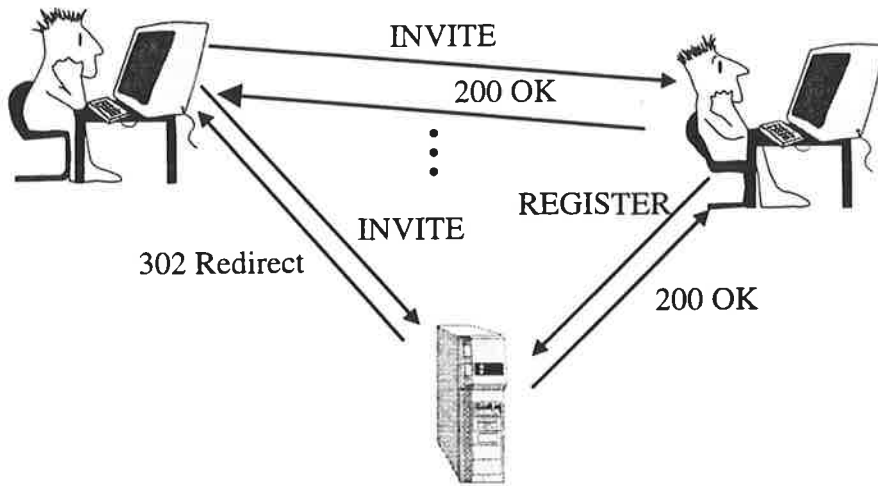 INVITE
200 OK
REGISTER
INVITE
302 Redirect
200 OK